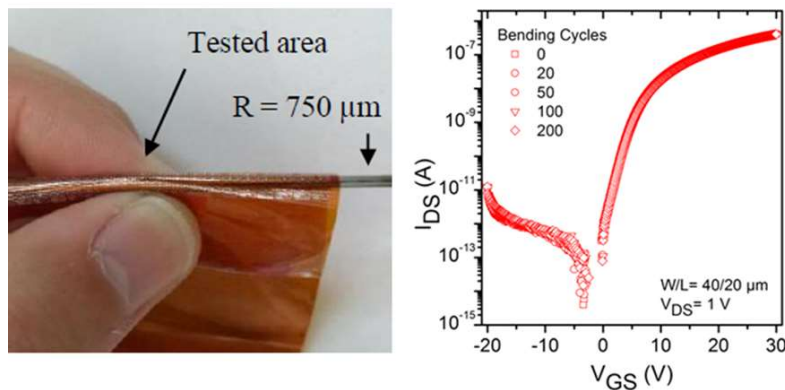 Tested area
R = 750 µm
Bending Cycles
0
20
50
100
200
I_DS (A)
10^-7
10^-9
10^-11
10^-13
10^-15
W/L= 40/20 µm
V_DS= 1 V
-20 -10 0 10 20 30
V_GS (V)